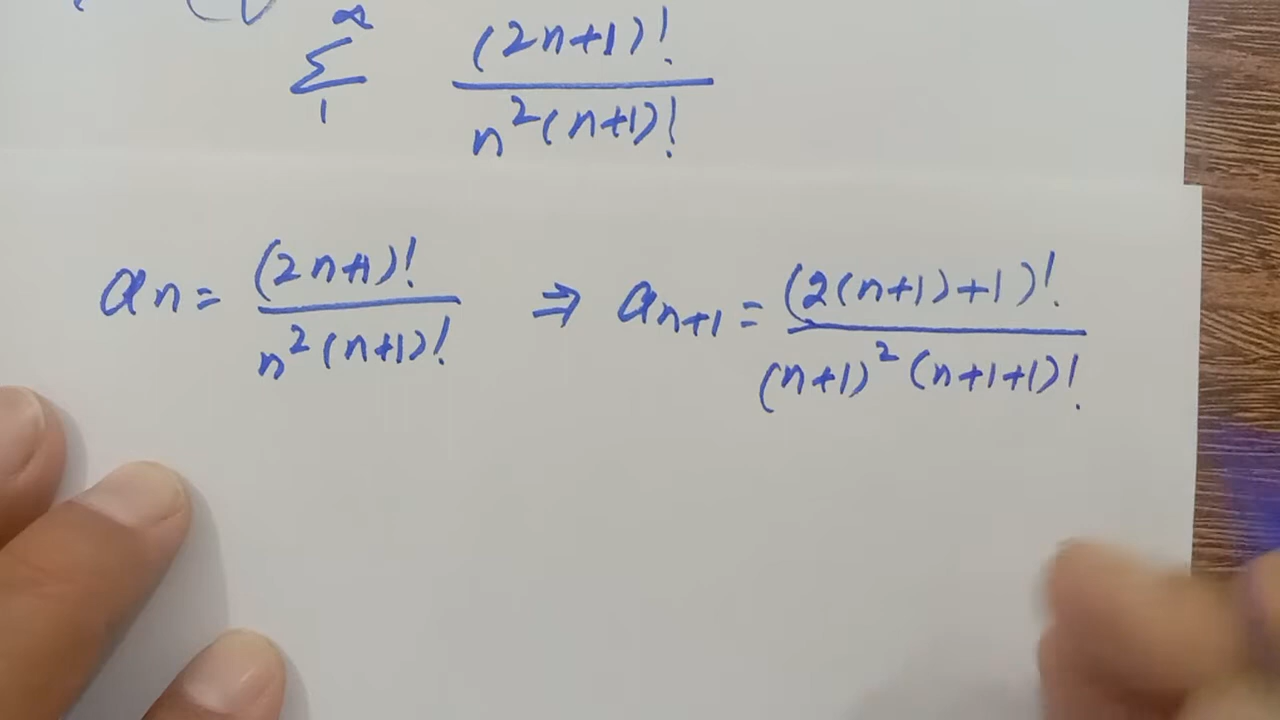 ∞
Σ (2n+1)! / n²(n+1)!
1
an = (2n+1)! / n²(n+1)! ⇒ an+1 = (2(n+1)+1)! / (n+1)²(n+1+1)!